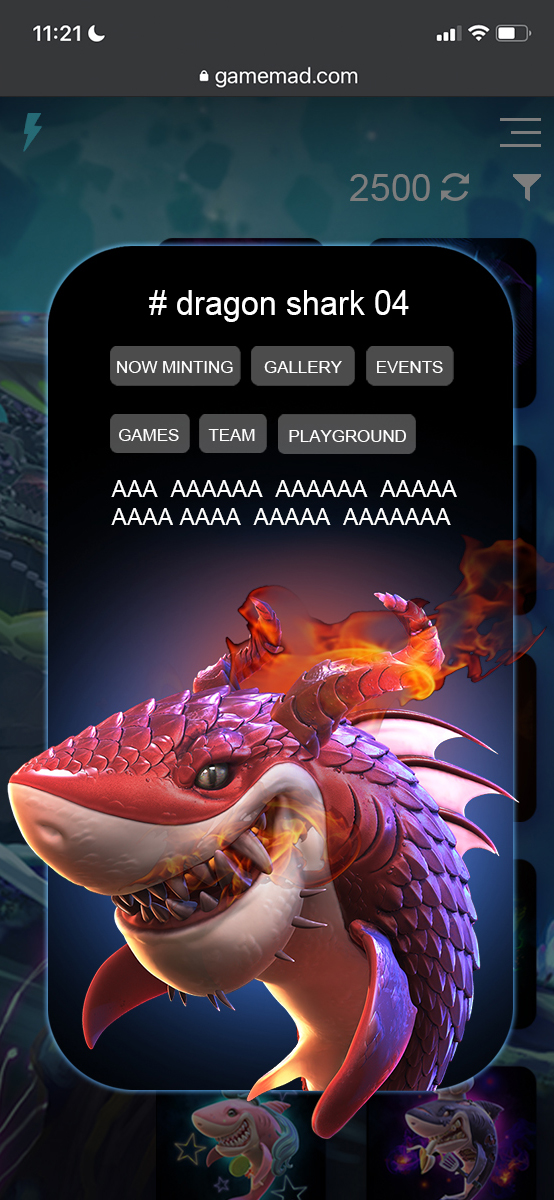 11:21
gamemad.com
2500
# dragon shark 04
NOW MINTING GALLERY EVENTS
GAMES TEAM PLAYGROUND
AAA AAAAAA AAAAAA AAAAA
AAAA AAAA AAAAA AAAAAAA